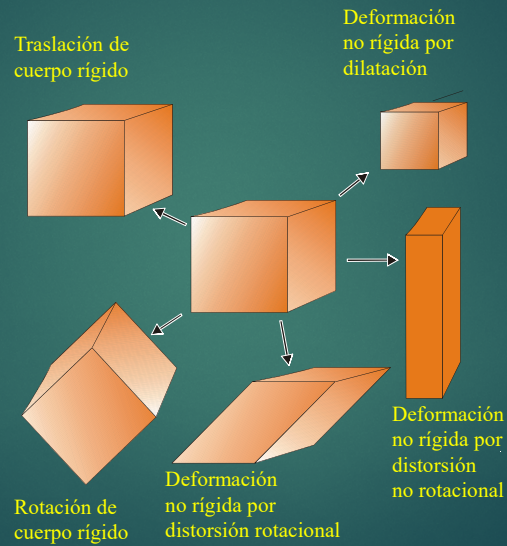 Traslación de
cuerpo rígido
Deformación
no rígida por
dilatación
Deformación
no rígida por
distorsión
no rotacional
Deformación
no rígida por
distorsión rotacional
Rotación de
cuerpo rígido